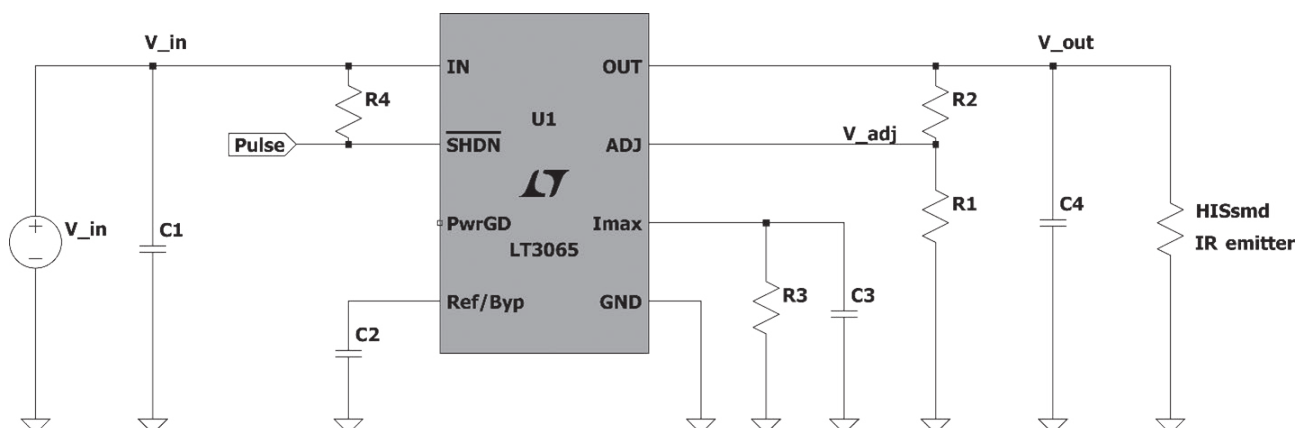 V_in
V_out
IN
OUT
R4
R2
U1
Pulse
SHDN
ADJ
V_adj
V_in
C1
PwrGD
Imax
R1
C4
HISsmd
IR emitter
LT3065
Ref/Byp
GND
R3
C3
C2